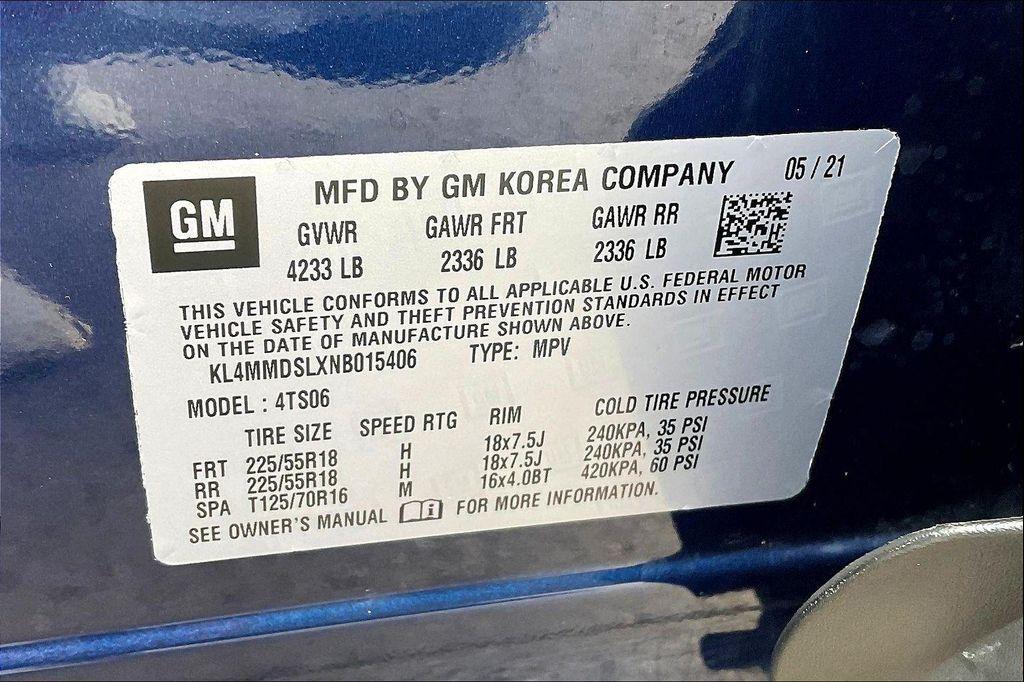 GM
MFD BY GM KOREA COMPANY 05 / 21
GVWR GAWR FRT GAWR RR
4233 LB 2336 LB 2336 LB
THIS VEHICLE CONFORMS TO ALL APPLICABLE U.S. FEDERAL MOTOR
VEHICLE SAFETY AND THEFT PREVENTION STANDARDS IN EFFECT
ON THE DATE OF MANUFACTURE SHOWN ABOVE.
KL4MMDSLXNB015406 TYPE: MPV
MODEL : 4TS06
TIRE SIZE SPEED RTG RIM COLD TIRE PRESSURE
FRT 225/55R18 H 18x7.5J 240KPA, 35 PSI
RR 225/55R18 H 18x7.5J 240KPA, 35 PSI
SPA T125/70R16 M 16x4.0BT 420KPA, 60 PSI
SEE OWNER'S MANUAL i FOR MORE INFORMATION.